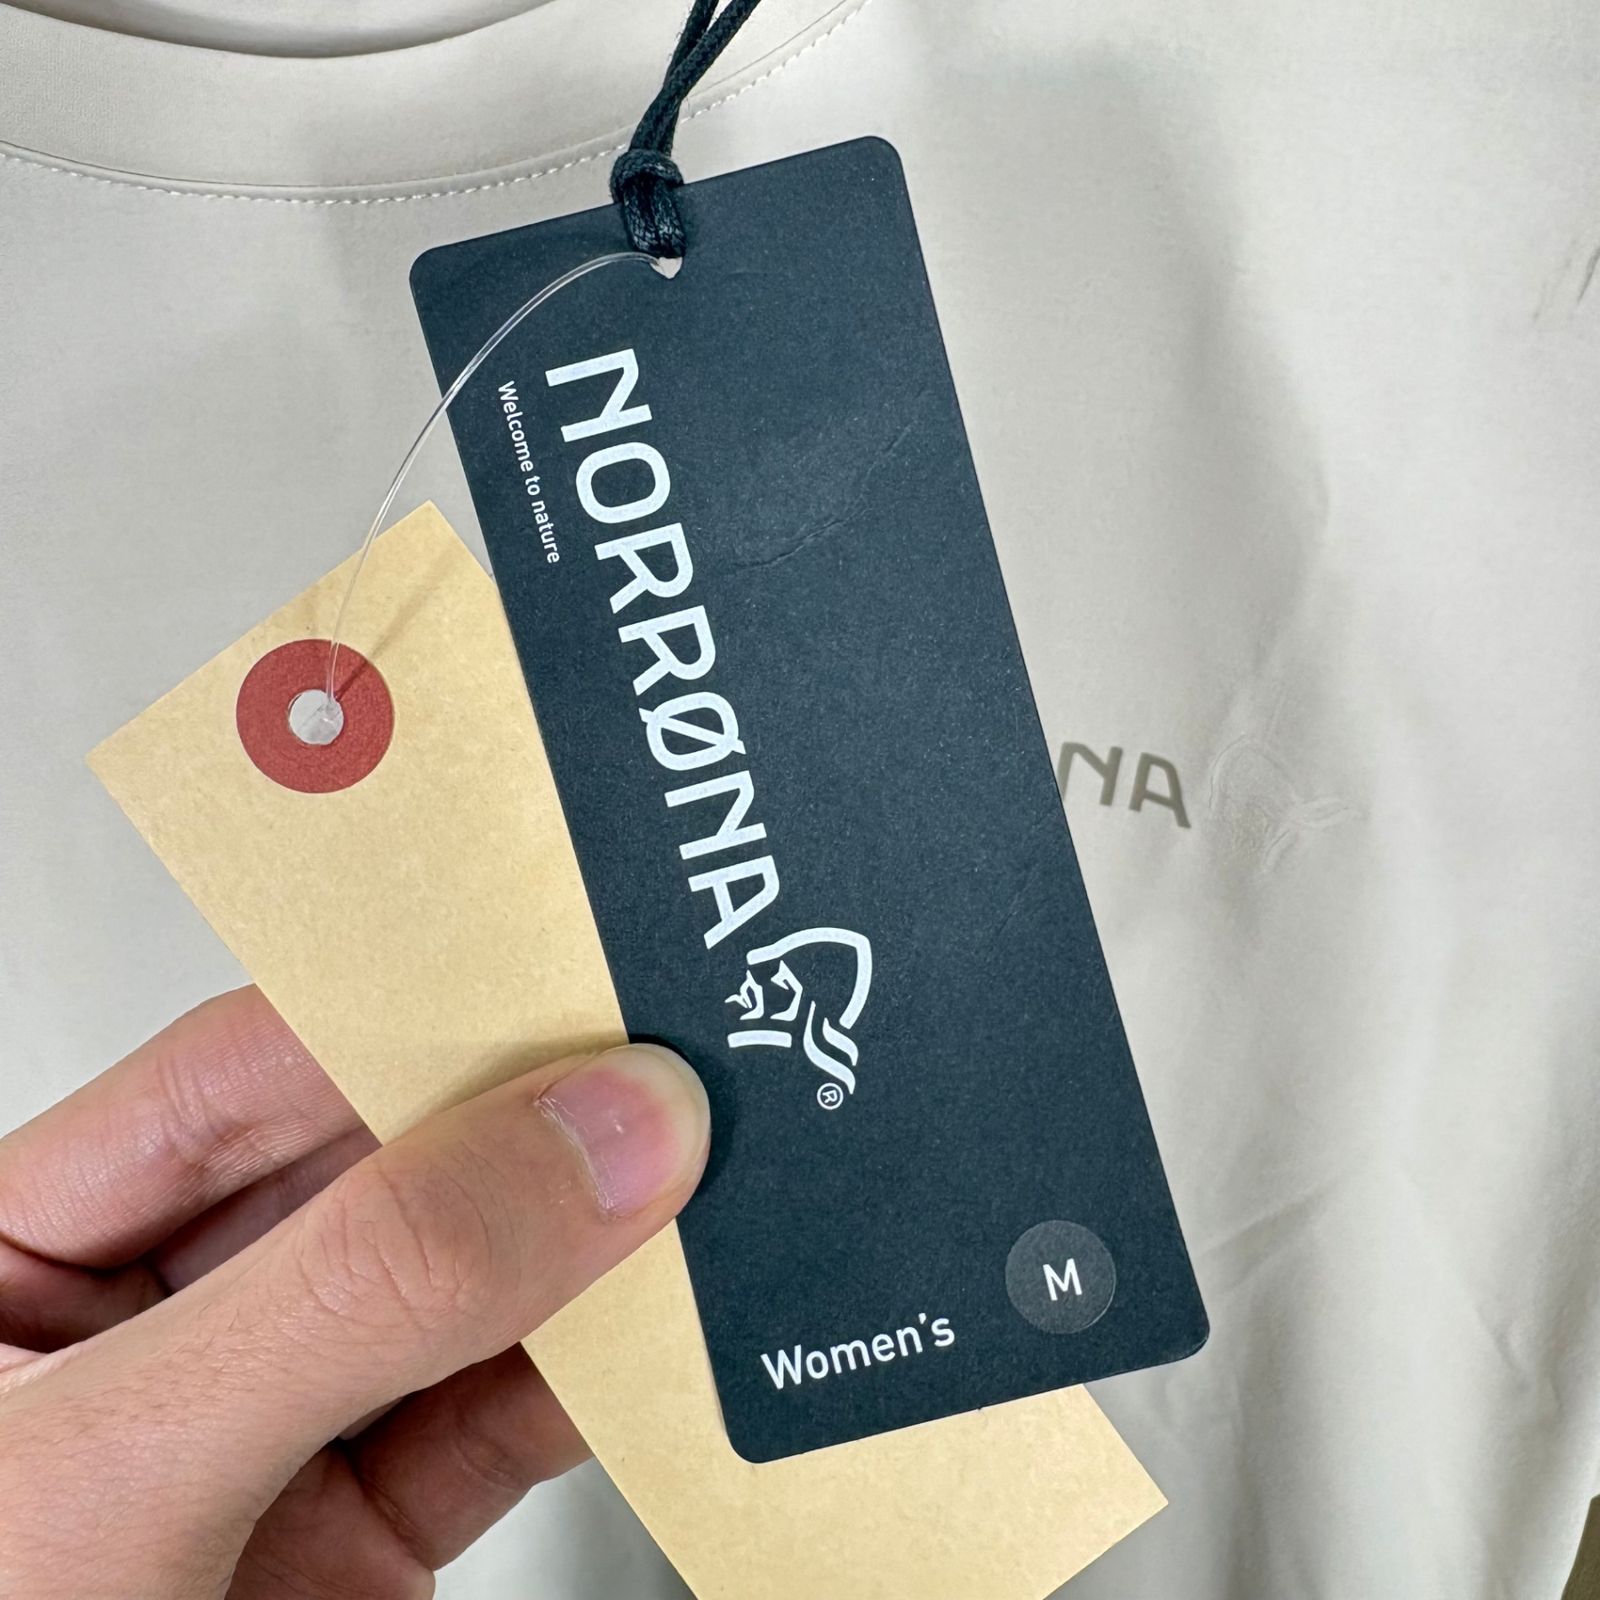 NORRØNA
Welcome to nature
®
NA
Women's
M